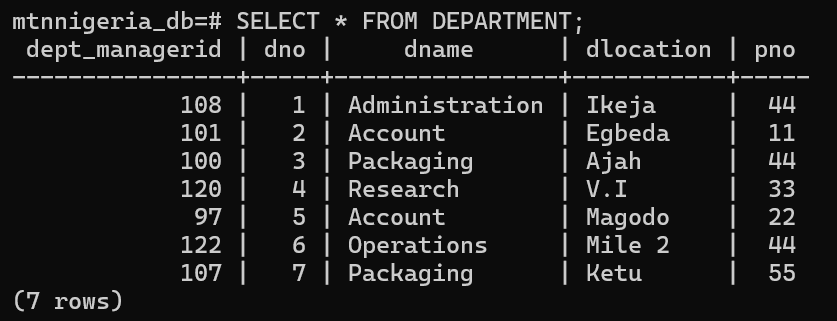 mtnnigeria_db=# SELECT * FROM DEPARTMENT;
 dept_managerid | dno |     dname      | dlocation | pno
----------------+-----+----------------+-----------+-----
            108 |   1 | Administration | Ikeja     |  44
            101 |   2 | Account        | Egbeda    |  11
            100 |   3 | Packaging      | Ajah      |  44
            120 |   4 | Research       | V.I       |  33
             97 |   5 | Account        | Magodo    |  22
            122 |   6 | Operations     | Mile 2    |  44
            107 |   7 | Packaging      | Ketu      |  55
(7 rows)